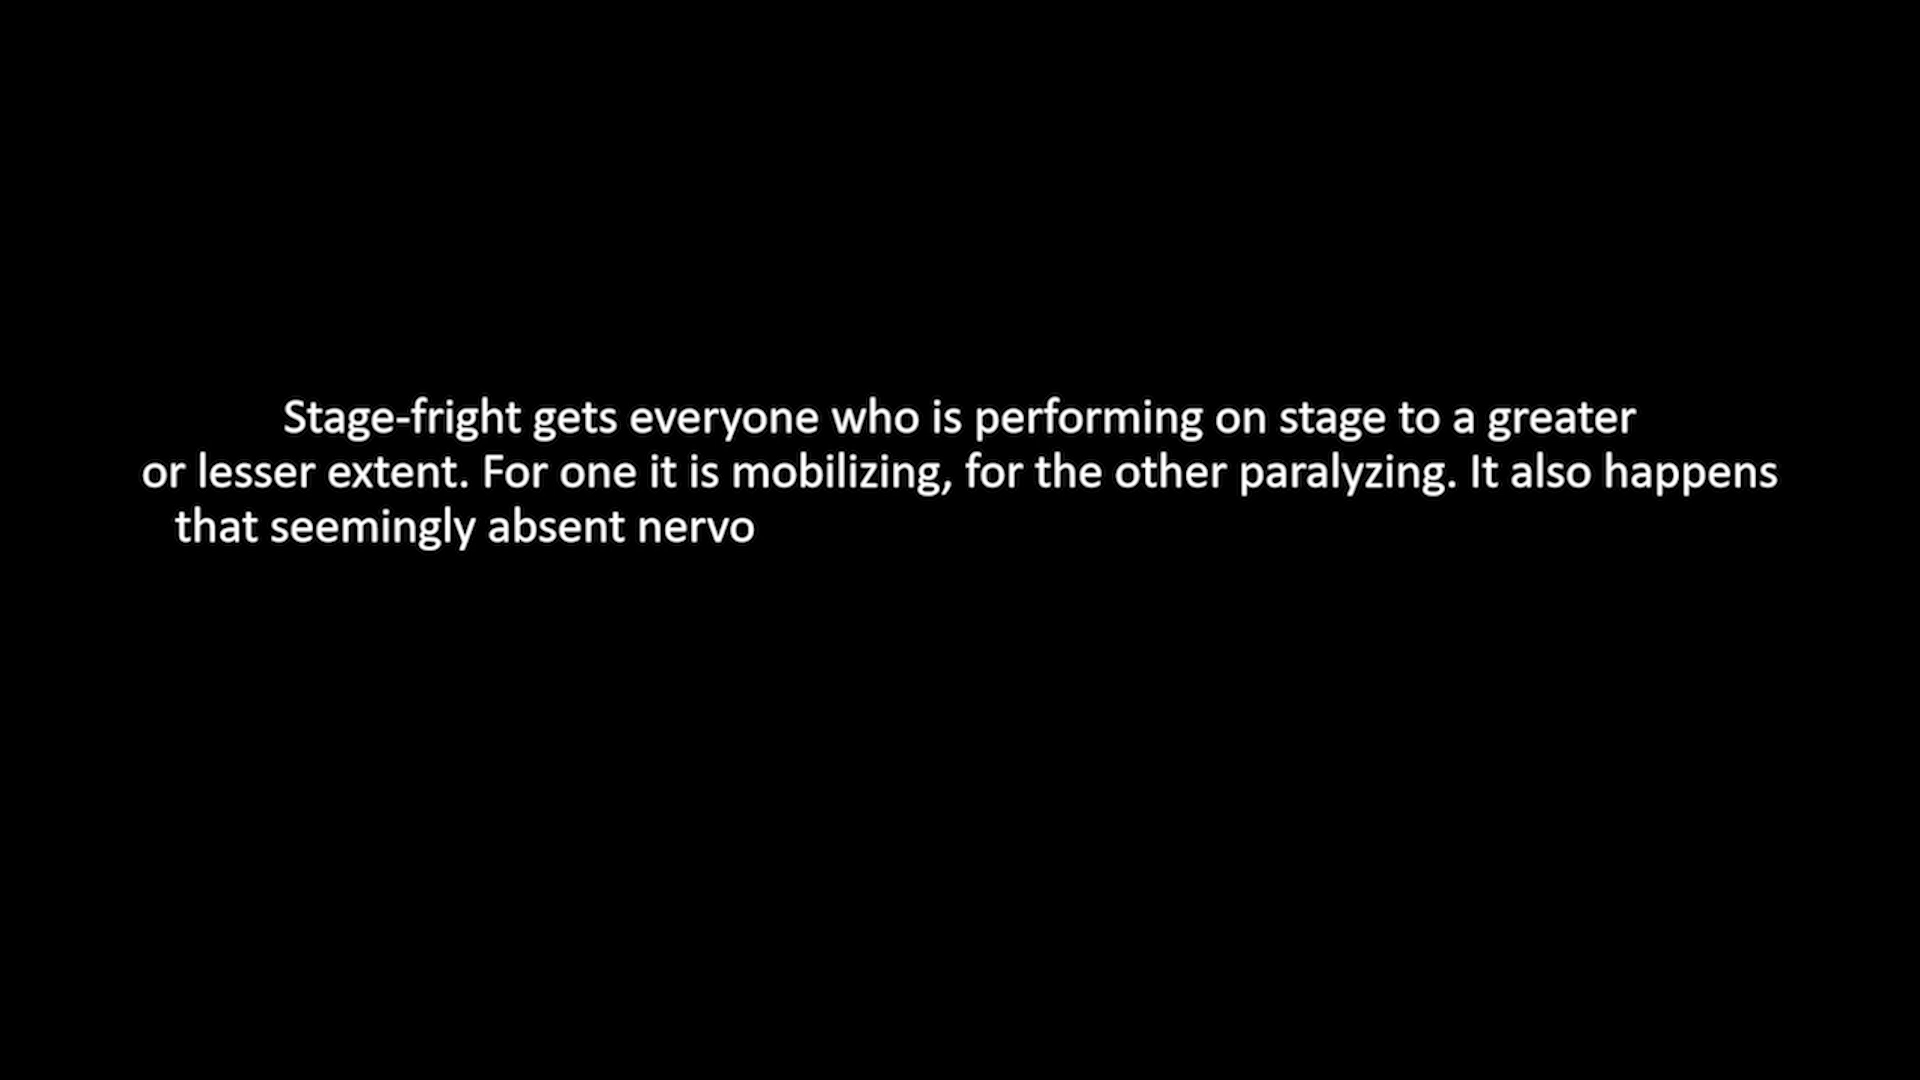 Stage-fright gets everyone who is performing on stage to a greater
or lesser extent. For one it is mobilizing, for the other paralyzing. It also happens
that seemingly absent nervo